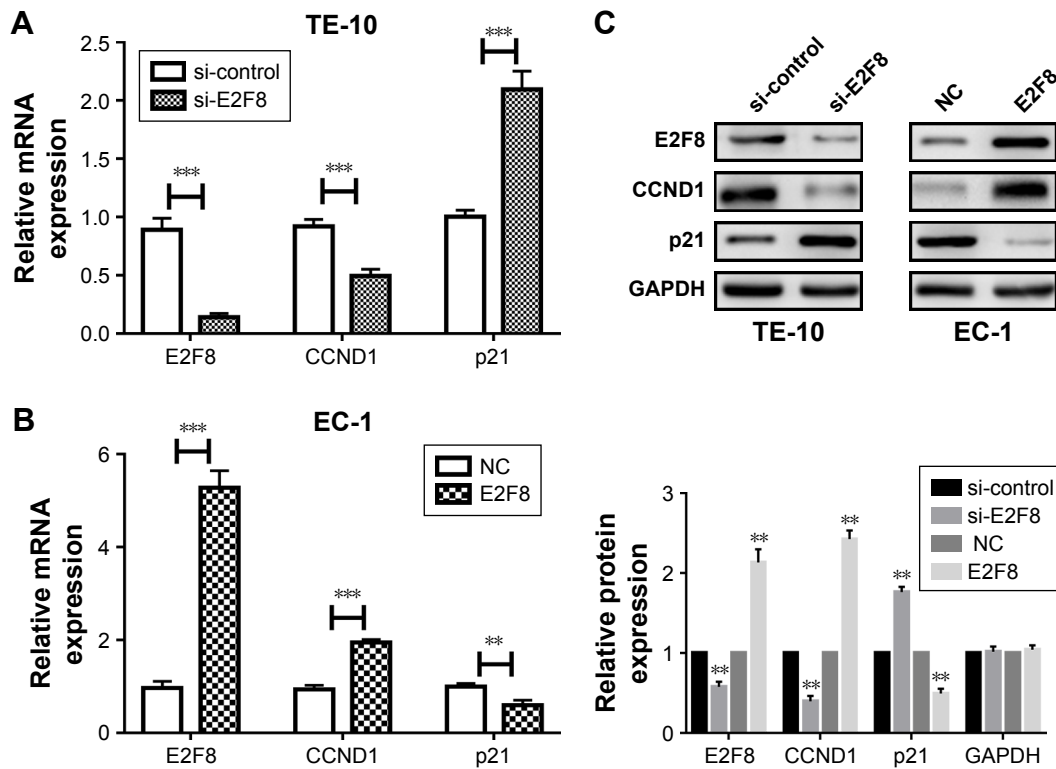 A
TE-10
si-control
si-E2F8
Relative mRNA
expression
2.5
2.0
1.5
1.0
0.5
0.0
***
***
***
E2F8
CCND1
p21
B
EC-1
NC
E2F8
Relative mRNA
expression
6
4
2
0
***
***
**
E2F8
CCND1
p21
C
si-control
si-E2F8
NC
E2F8
E2F8
CCND1
p21
GAPDH
TE-10
EC-1
si-control
si-E2F8
NC
E2F8
Relative protein
expression
3
2
1
0
**
**
**
**
**
**
E2F8
CCND1
p21
GAPDH